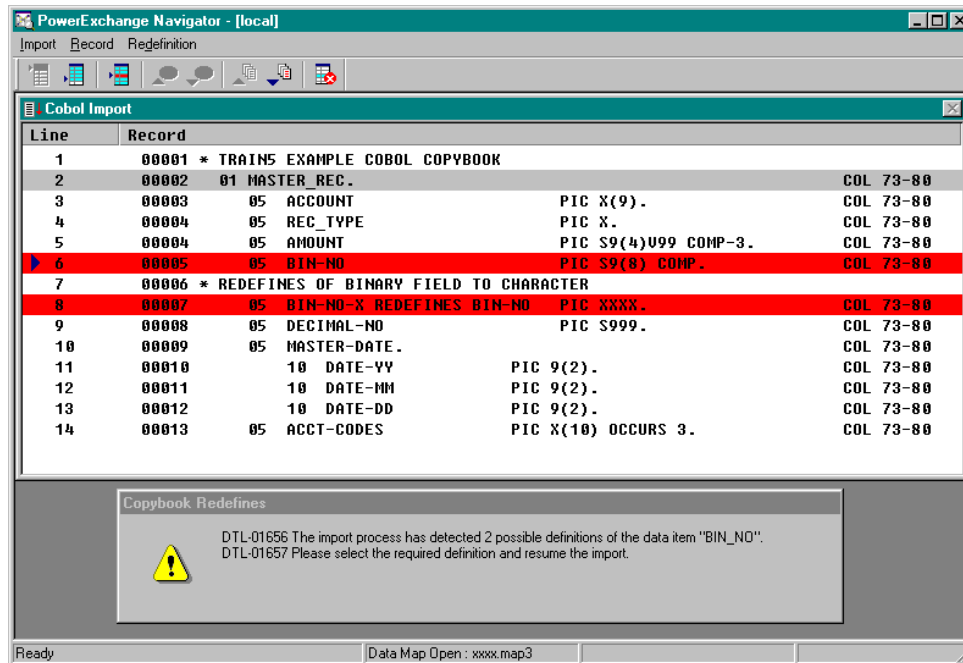 PowerExchange Navigator - [local]
Import Record Redefinition
Cobol Import
Line Record
1 00001 * TRAIN5 EXAMPLE COBOL COPYBOOK
2 00002 01 MASTER_REC. COL 73-80
3 00003 05 ACCOUNT PIC X(9). COL 73-80
4 00004 05 REC_TYPE PIC X. COL 73-80
5 00004 05 AMOUNT PIC S9(4)V99 COMP-3. COL 73-80
6 00005 05 BIN-NO PIC S9(8) COMP. COL 73-80
7 00006 * REDEFINES OF BINARY FIELD TO CHARACTER
8 00007 05 BIN-NO-X REDEFINES BIN-NO PIC XXXX. COL 73-80
9 00008 05 DECIMAL-NO PIC S999. COL 73-80
10 00009 05 MASTER-DATE. COL 73-80
11 00010 10 DATE-YY PIC 9(2). COL 73-80
12 00011 10 DATE-MM PIC 9(2). COL 73-80
13 00012 10 DATE-DD PIC 9(2). COL 73-80
14 00013 05 ACCT-CODES PIC X(10) OCCURS 3. COL 73-80
Copybook Redefines
DTL-01656 The import process has detected 2 possible definitions of the data item "BIN_NO".
DTL-01657 Please select the required definition and resume the import.
Ready Data Map Open : xxxx.map3